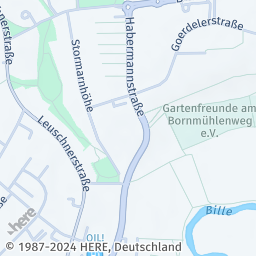 Goerdelerstraße
Habermannstraße
Stormarnhöhe
Leuschnerstraße
Gartenfreunde am
Bornmühlenweg
e.V.
Bille
here
© 1987-2024 HERE, Deutschland